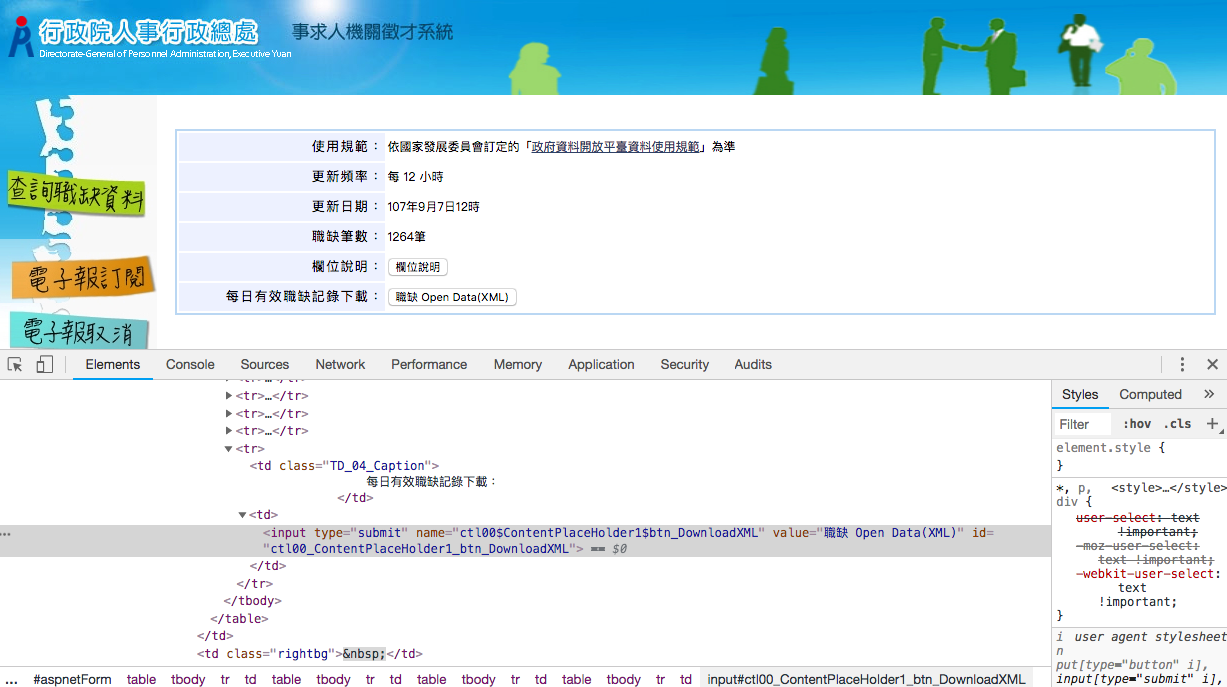 行政院人事行政總處 事求人機關徵才系統
Directorate-General of Personnel Administration, Executive Yuan
查詢職缺資料
電子報訂閱
電子報取消
使用規範： 依國家發展委員會訂定的「政府資料開放平臺資料使用規範」為準
更新頻率： 每 12 小時
更新日期： 107年9月7日12時
職缺筆數： 1264筆
欄位說明： 欄位說明
每日有效職缺記錄下載： 職缺 Open Data(XML)
Elements Console Sources Network Performance Memory Application Security Audits
▶<tr>…</tr>
▶<tr>…</tr>
▶<tr>…</tr>
▼<tr>
<td class="TD_04_Caption">
每日有效職缺記錄下載：
</td>
▼<td>
… <input type="submit" name="ctl00$ContentPlaceHolder1$btn_DownloadXML" value="職缺 Open Data(XML)" id=
"ctl00_ContentPlaceHolder1_btn_DownloadXML"> == $0
</td>
</tr>
</tbody>
</table>
</td>
<td class="rightbg">&nbsp;</td>
… #aspnetForm table tbody tr td table tbody tr td table tbody tr td table tbody tr td input#ctl00_ContentPlaceHolder1_btn_DownloadXML
Styles Computed »
Filter :hov .cls +
element.style {
}
*, p, <style>…</style>
div {
user-select: text
!important;
-moz-user-select:
text !important;
-webkit-user-select:
text
!important;
}
i user agent stylesheet
n
put[type="button" i],
input[type="submit" i],